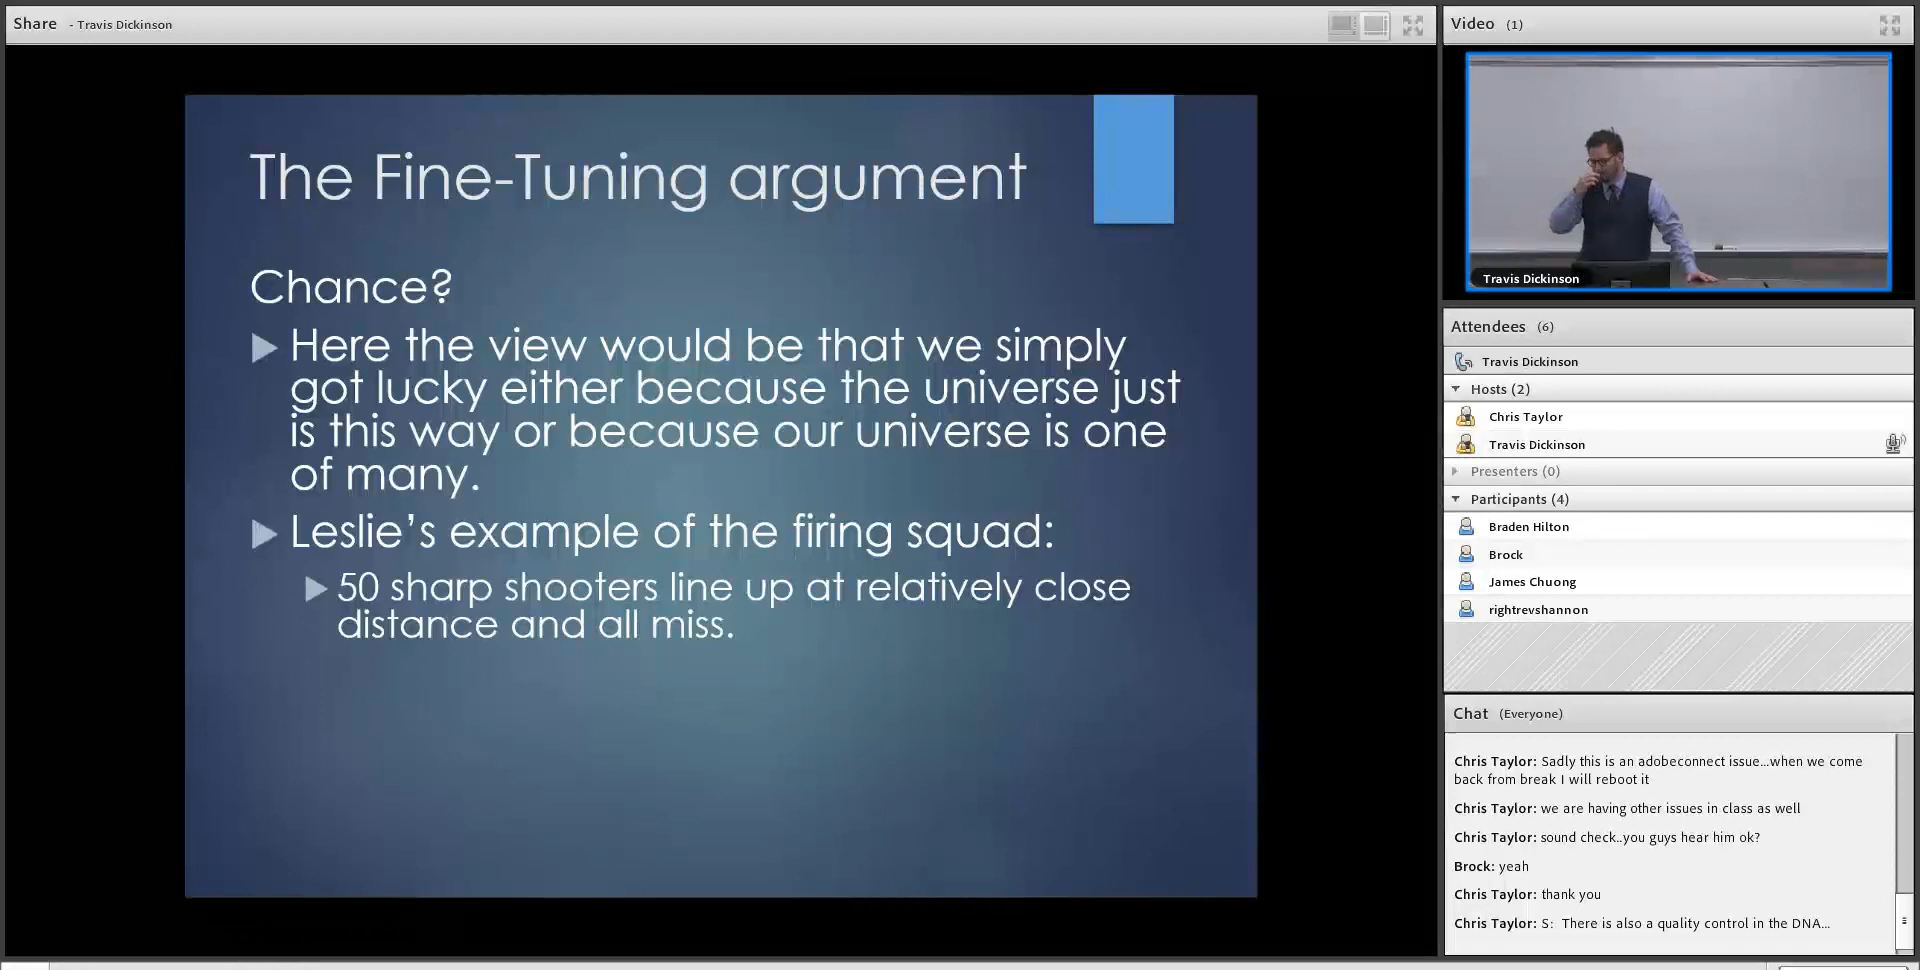 Share - Travis Dickinson
The Fine-Tuning argument
Chance?
Here the view would be that we simply
got lucky either because the universe just
is this way or because our universe is one
of many.
Leslie’s example of the firing squad:
50 sharp shooters line up at relatively close
distance and all miss.
Video (1)
Travis Dickinson
Attendees (6)
Travis Dickinson
Hosts (2)
Chris Taylor
Travis Dickinson
Presenters (0)
Participants (4)
Braden Hilton
Brock
James Chuong
rightrevshannon
Chat (Everyone)
Chris Taylor: Sadly this is an adobeconnect issue...when we come
back from break I will reboot it
Chris Taylor: we are having other issues in class as well
Chris Taylor: sound check..you guys hear him ok?
Brock: yeah
Chris Taylor: thank you
Chris Taylor: S: There is also a quality control in the DNA...